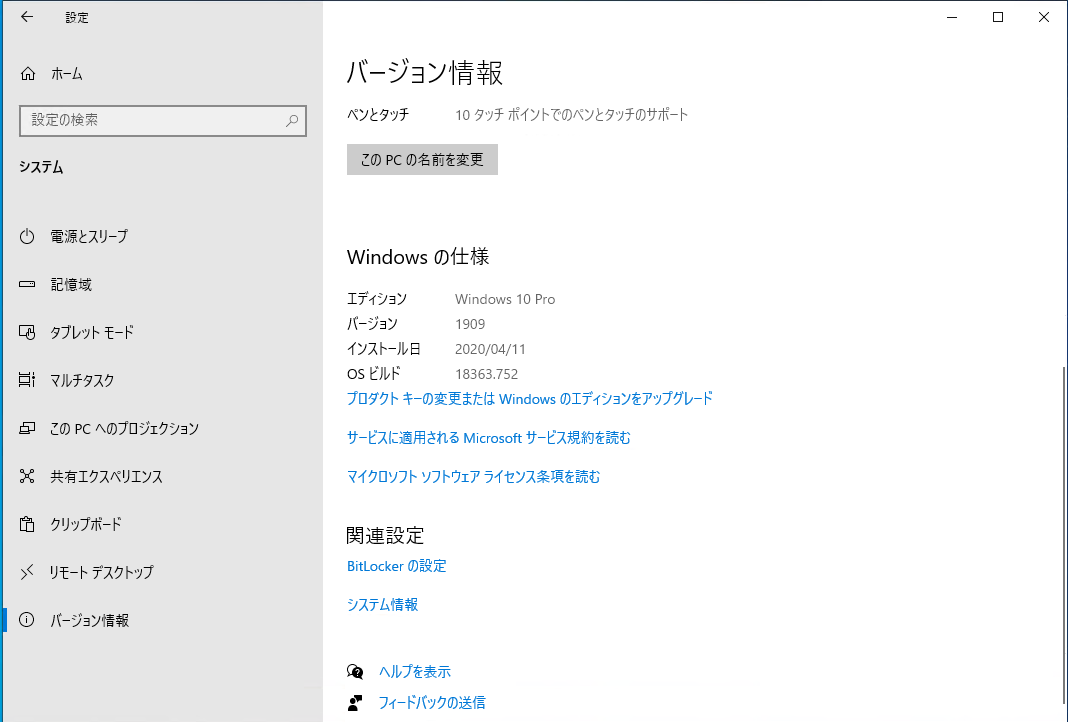 設定
ホーム
設定の検索
システム
電源とスリープ
記憶域
タブレット モード
マルチタスク
この PC へのプロジェクション
共有エクスペリエンス
クリップボード
リモート デスクトップ
バージョン情報
バージョン情報
ペンとタッチ 10 タッチ ポイントでのペンとタッチのサポート
この PC の名前を変更
Windows の仕様
エディション Windows 10 Pro
バージョン 1909
インストール日 2020/04/11
OS ビルド 18363.752
プロダクト キーの変更または Windows のエディションをアップグレード
サービスに適用される Microsoft サービス規約を読む
マイクロソフト ソフトウェア ライセンス条項を読む
関連設定
BitLocker の設定
システム情報
ヘルプを表示
フィードバックの送信